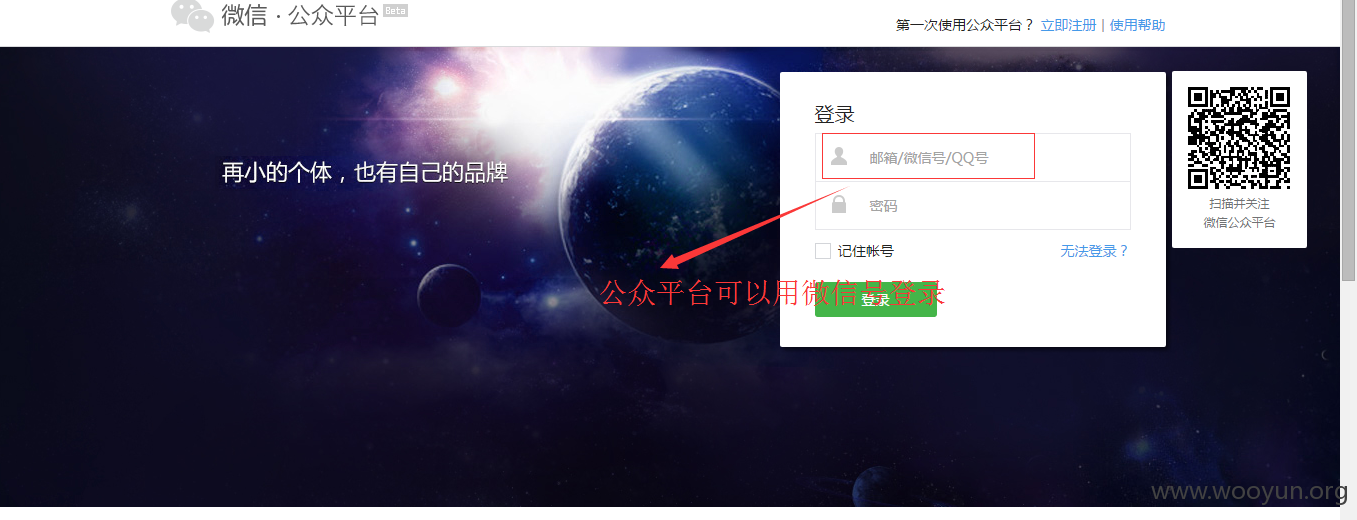 微信·公众平台 Beta
第一次使用公众平台？ 立即注册 | 使用帮助
再小的个体，也有自己的品牌
登录
邮箱/微信号/QQ号
密码
记住帐号 无法登录？
公众平台可以用微信号登录
登录
扫描并关注
微信公众平台
www.wooyun.org